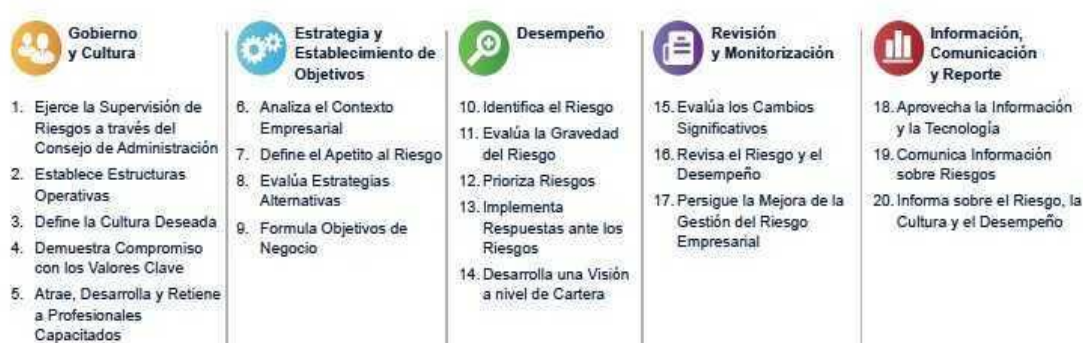 Gobierno
y Cultura
1. Ejerce la Supervisión de
Riesgos a través del
Consejo de Administración
2. Establece Estructuras
Operativas
3. Define la Cultura Deseada
4. Demuestra Compromiso
con los Valores Clave
5. Atrae, Desarrolla y Retiene
a Profesionales
Capacitados
Estrategia y
Establecimiento de
Objetivos
6. Analiza el Contexto
Empresarial
7. Define el Apetito al Riesgo
8. Evalúa Estrategias
Alternativas
9. Formula Objetivos de
Negocio
Desempeño
10. Identifica el Riesgo
11. Evalúa la Gravedad
del Riesgo
12. Prioriza Riesgos
13. Implementa
Respuestas ante los
Riesgos
14. Desarrolla una Visión
a nivel de Cartera
Revisión
y Monitorización
15. Evalúa los Cambios
Significativos
16. Revisa el Riesgo y el
Desempeño
17. Persigue la Mejora de la
Gestión del Riesgo
Empresarial
Información,
Comunicación
y Reporte
18. Aprovecha la Información
y la Tecnología
19. Comunica Información
sobre Riesgos
20. Informa sobre el Riesgo, la
Cultura y el Desempeño